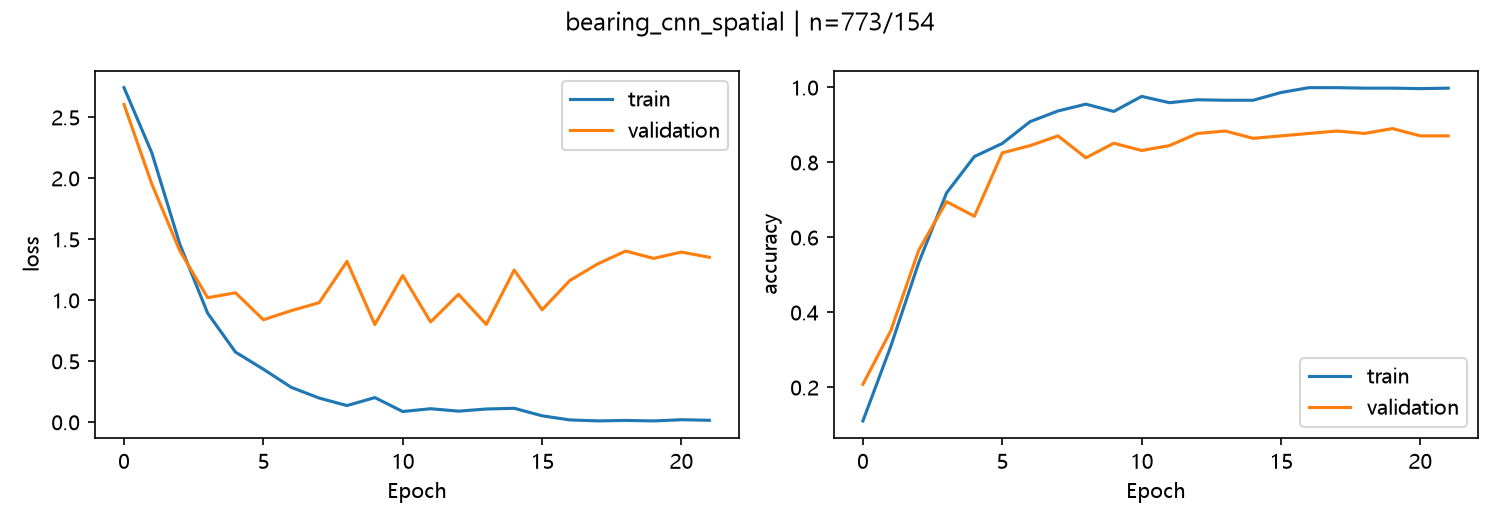 bearing_cnn_spatial | n=773/154
loss
2.5
2.0
1.5
1.0
0.5
0.0
0 5 10 15 20
Epoch
train
validation
accuracy
1.0
0.8
0.6
0.4
0.2
0 5 10 15 20
Epoch
train
validation